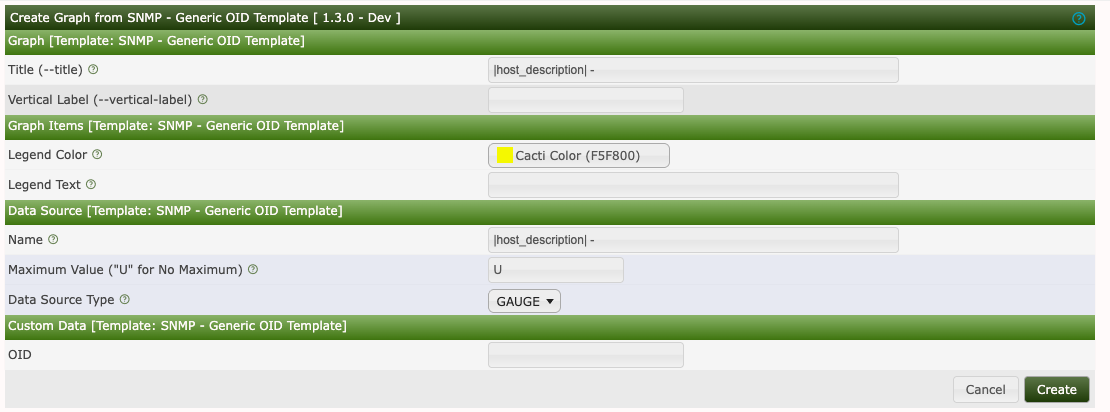 Create Graph from SNMP - Generic OID Template [ 1.3.0 - Dev ]
Graph [Template: SNMP - Generic OID Template]
Title (--title) |host_description| -
Vertical Label (--vertical-label)
Graph Items [Template: SNMP - Generic OID Template]
Legend Color Cacti Color (F5F800)
Legend Text
Data Source [Template: SNMP - Generic OID Template]
Name |host_description| -
Maximum Value ("U" for No Maximum) U
Data Source Type GAUGE
Custom Data [Template: SNMP - Generic OID Template]
OID
Cancel Create